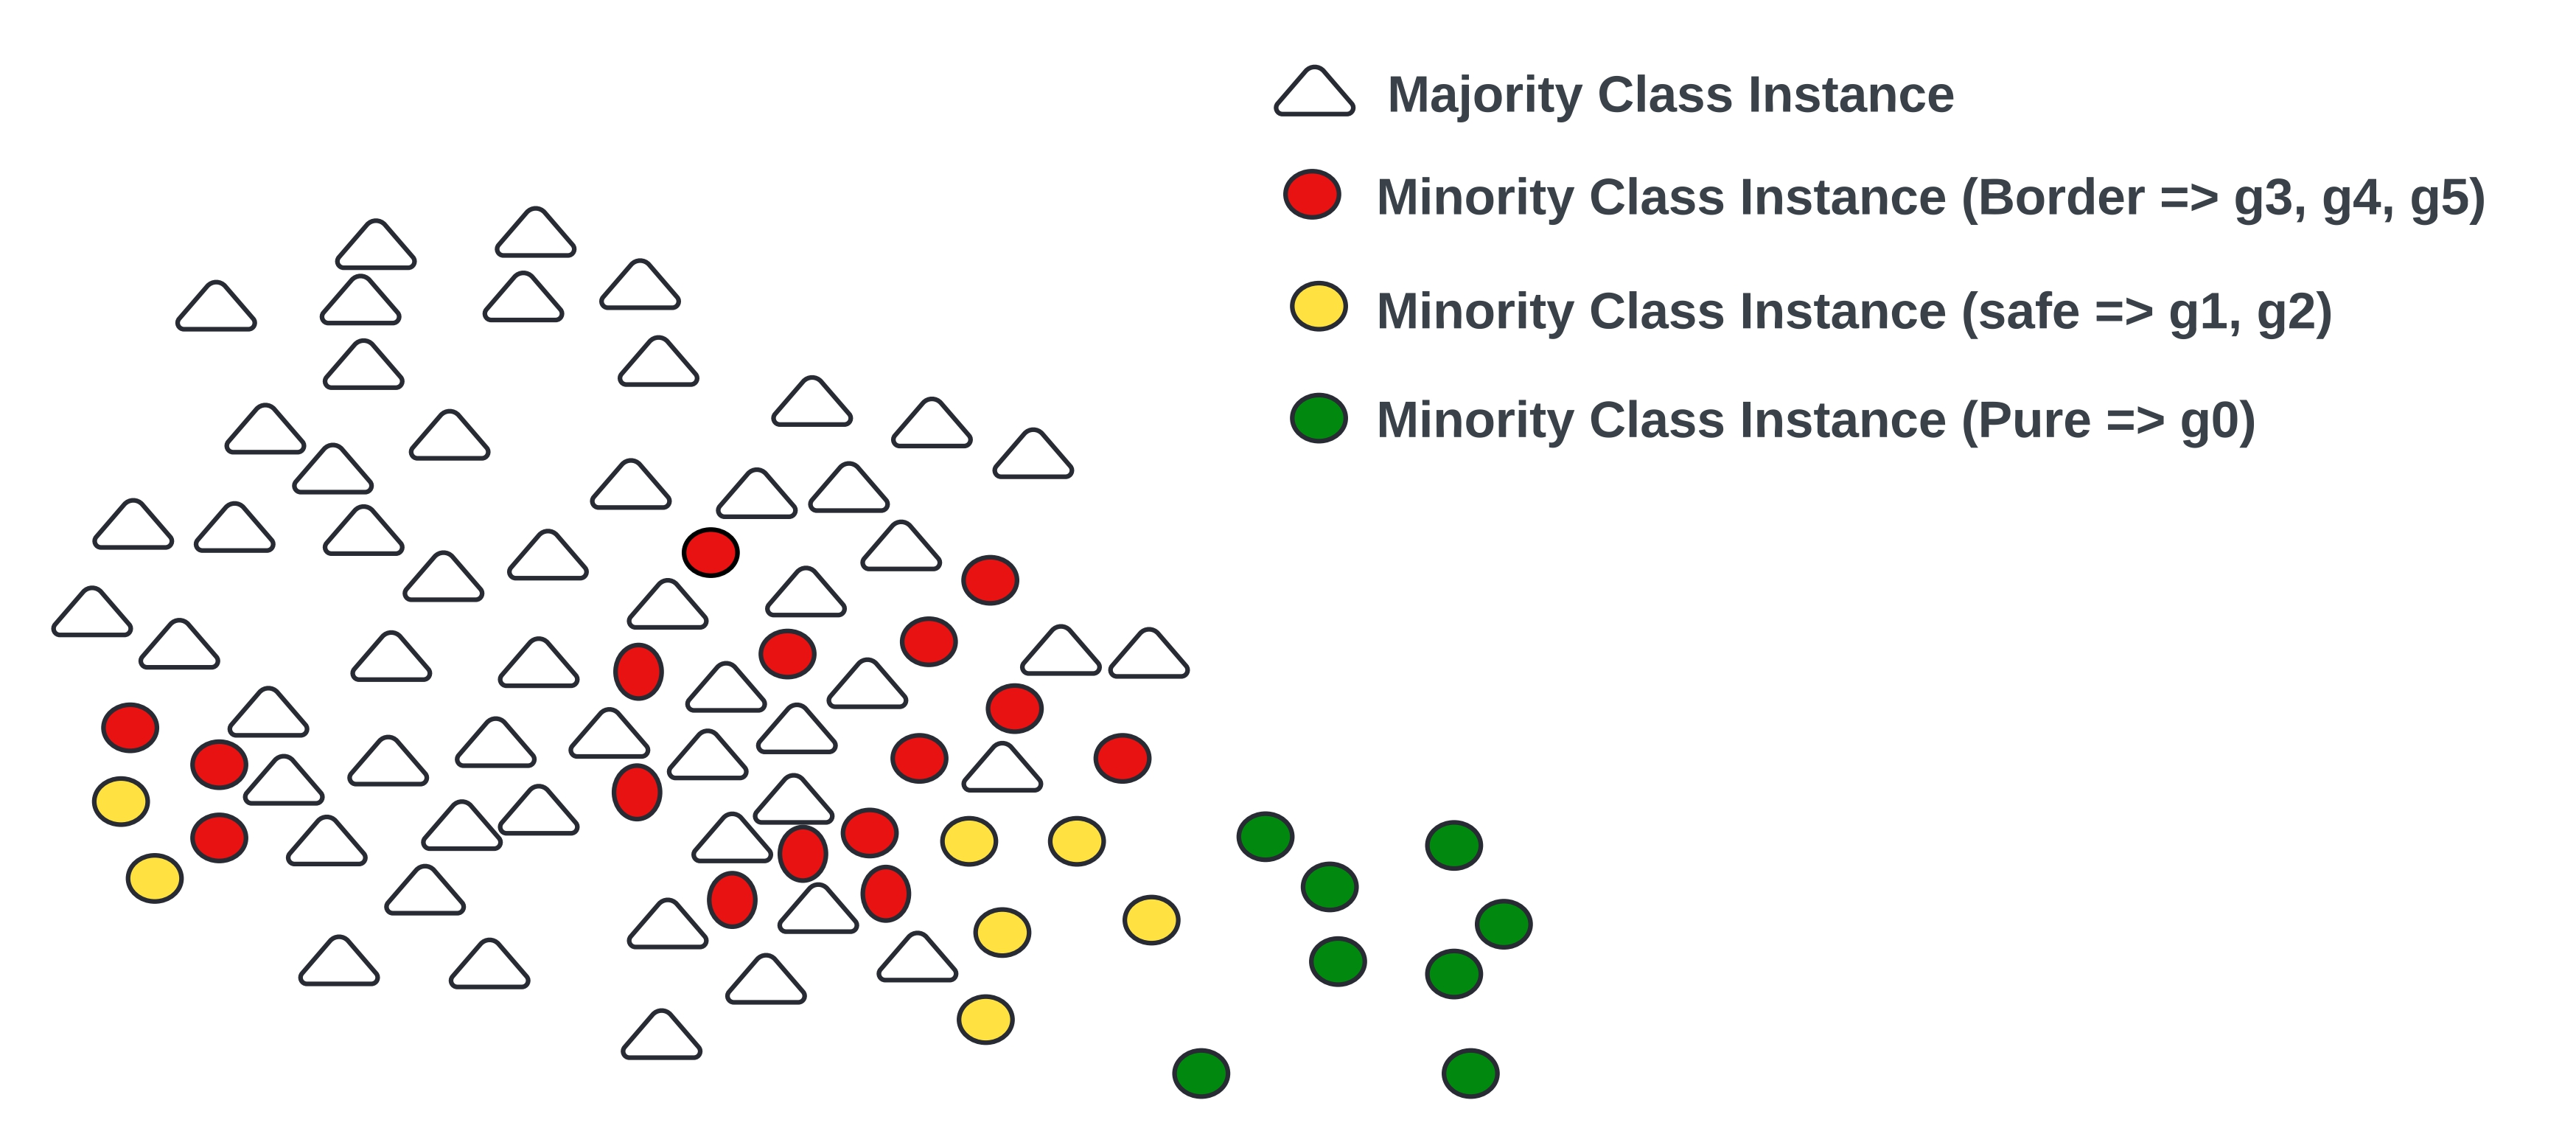 Majority Class Instance
Minority Class Instance (Border => g3, g4, g5)
Minority Class Instance (safe => g1, g2)
Minority Class Instance (Pure => g0)